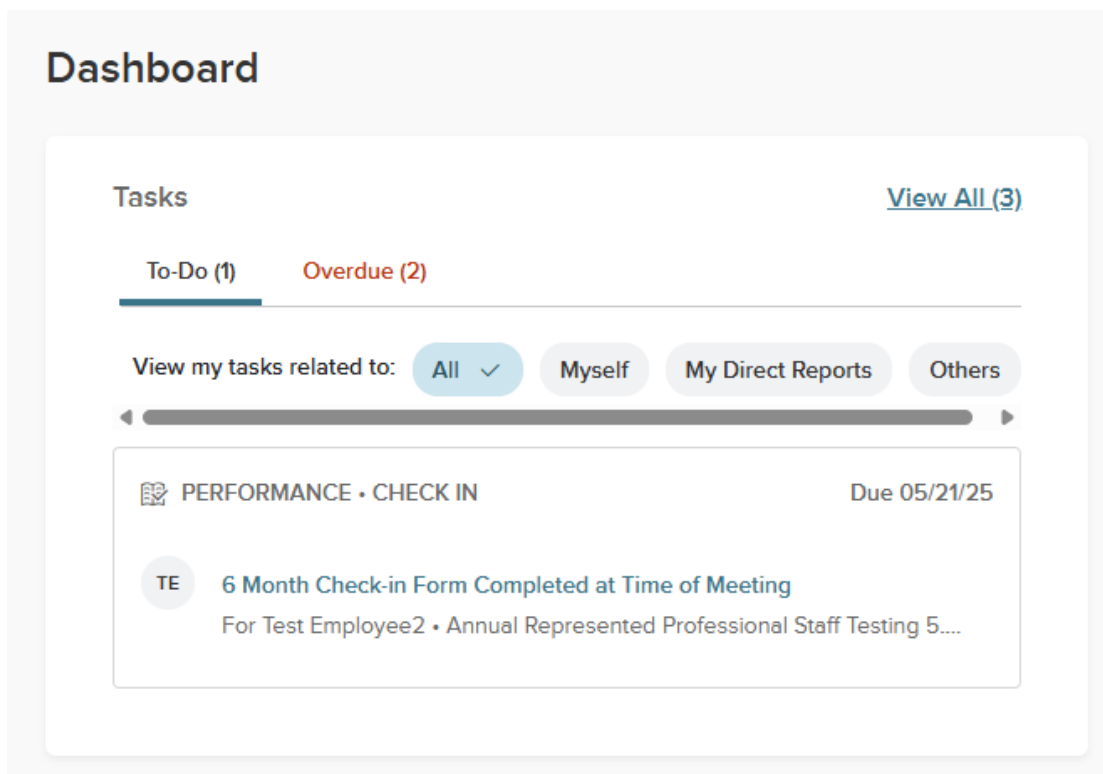 Dashboard
Tasks
View All (3)
To-Do (1)
Overdue (2)
View my tasks related to:
All
Myself
My Direct Reports
Others
PERFORMANCE • CHECK IN
Due 05/21/25
TE
6 Month Check-in Form Completed at Time of Meeting
For Test Employee2 • Annual Represented Professional Staff Testing 5....